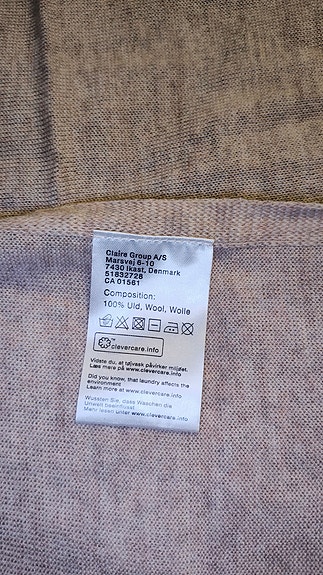 Claire Group A/S
Marsvej 6-10
7430 Ikast, Denmark
51832728
CA 01561
Composition:
100% Uld, Wool, Wolle
clevercare.info
Vidste du, at tøjvask påvirker miljøet.
Læs mere på www.clevercare.info
Did you know, that laundry affects the
environment
Learn more at www.clevercare.info
Wussten Sie, dass Waschen die
Umwelt beeinflusst.
Mehr lesen unter www.clevercare.info